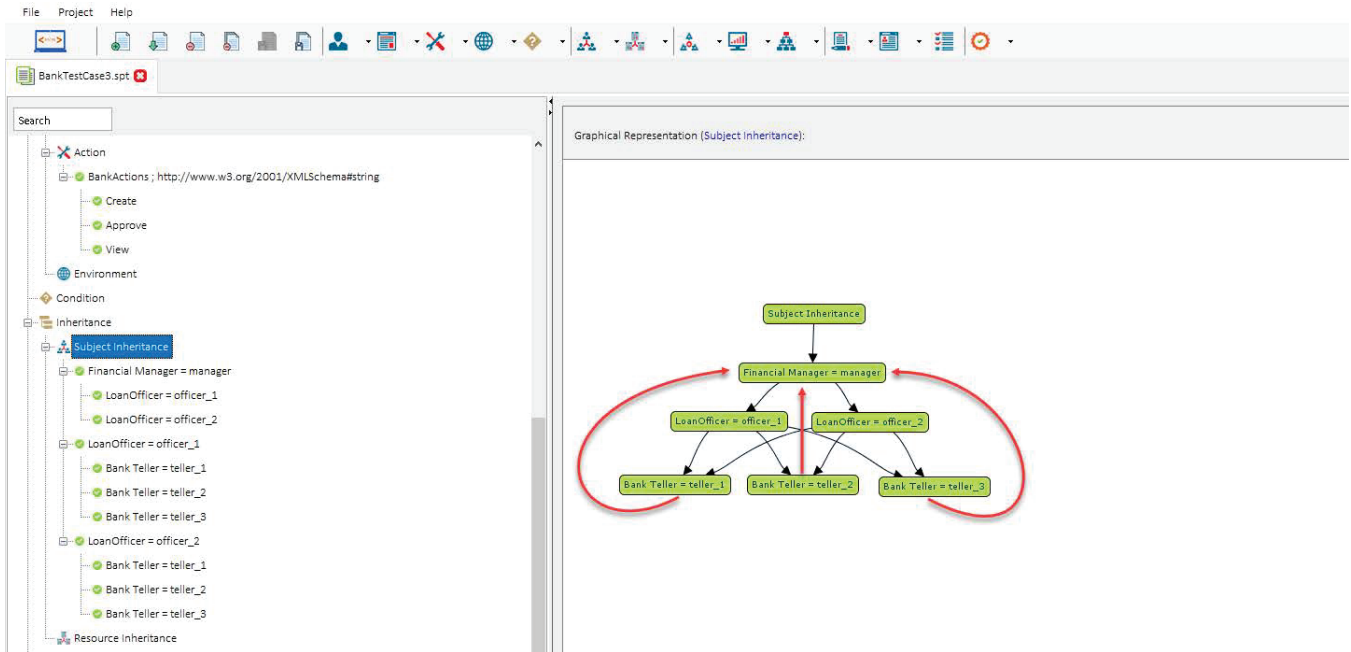 File Project Help
BankTestCase3.spt
Search
Action
BankActions ; http://www.w3.org/2001/XMLSchema#string
Create
Approve
View
Environment
Condition
Inheritance
Subject Inheritance
Financial Manager = manager
LoanOfficer = officer_1
LoanOfficer = officer_2
LoanOfficer = officer_1
Bank Teller = teller_1
Bank Teller = teller_2
Bank Teller = teller_3
LoanOfficer = officer_2
Bank Teller = teller_1
Bank Teller = teller_2
Bank Teller = teller_3
Resource Inheritance
Graphical Representation (Subject Inheritance):
Subject Inheritance
Financial Manager = manager
LoanOfficer = officer_1
LoanOfficer = officer_2
Bank Teller = teller_1
Bank Teller = teller_2
Bank Teller = teller_3